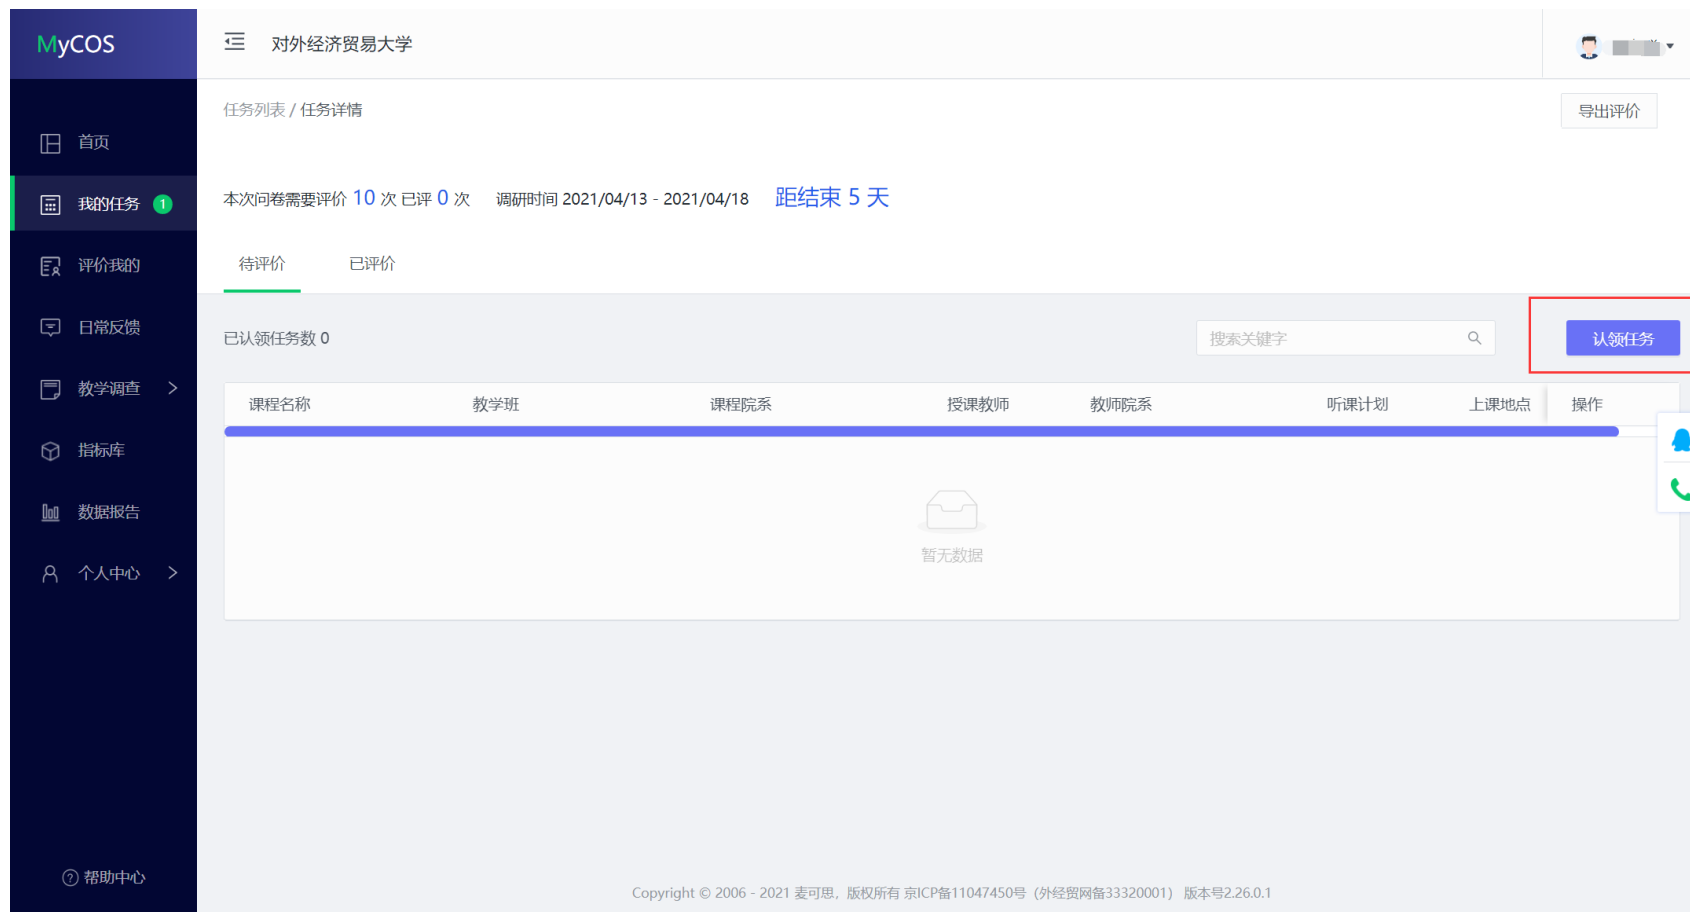 MyCOS
对外经济贸易大学
任务列表 / 任务详情
导出评价
首页
我的任务 1
评价我的
日常反馈
教学调查
指标库
数据报告
个人中心
帮助中心
本次问卷需要评价 10 次 已评 0 次 调研时间 2021/04/13 - 2021/04/18 距结束 5 天
待评价 已评价
已认领任务数 0
搜索关键字
认领任务
课程名称 教学班 课程院系 授课教师 教师院系 听课计划 上课地点 操作
暂无数据
Copyright © 2006 - 2021 麦可思，版权所有 京ICP备11047450号（外经贸网备33320001） 版本号2.26.0.1